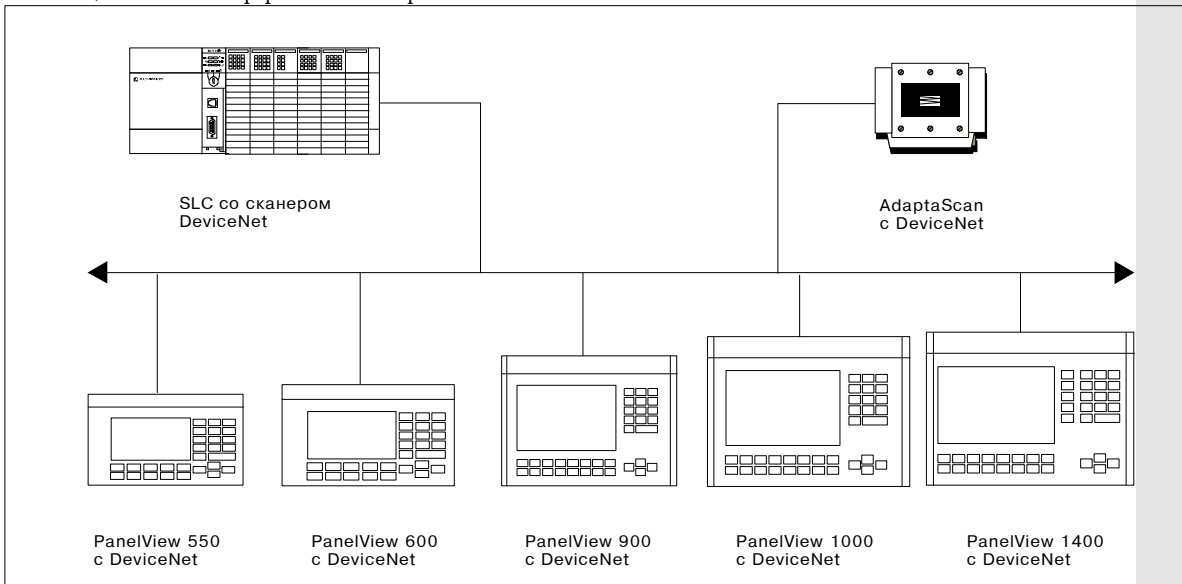 SLC со сканером
DeviceNet
AdaptaScan
с DeviceNet
PanelView 550
с DeviceNet
PanelView 600
с DeviceNet
PanelView 900
с DeviceNet
PanelView 1000
с DeviceNet
PanelView 1400
с DeviceNet